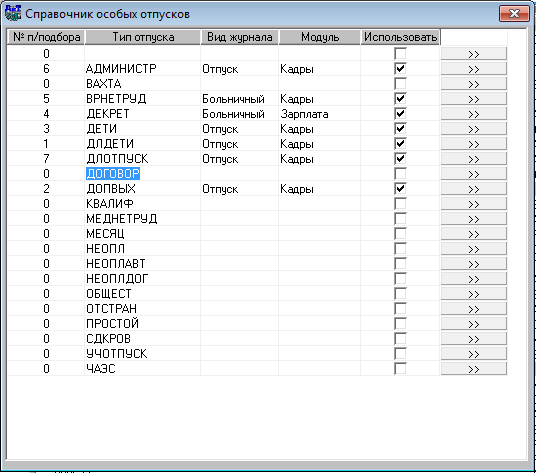 Справочник особых отпусков
№ п/подбора Тип отпуска Вид журнала Модуль Использовать
0 >>
6 АДМИНИСТР Отпуск Кадры >>
0 ВАХТА >>
5 ВРНЕТРУД Больничный Кадры >>
4 ДЕКРЕТ Больничный Зарплата >>
3 ДЕТИ Отпуск Кадры >>
1 ДЛДЕТИ Отпуск Кадры >>
7 ДЛОТПУСК Отпуск Кадры >>
0 ДОГОВОР >>
2 ДОПВЫХ Отпуск Кадры >>
0 КВАЛИФ >>
0 МЕДНЕТРУД >>
0 МЕСЯЦ >>
0 НЕОПЛ >>
0 НЕОПЛАВТ >>
0 НЕОПЛДОГ >>
0 ОБЩЕСТ >>
0 ОТСТРАН >>
0 ПРОСТОЙ >>
0 СДКРОВ >>
0 УЧОТПУСК >>
0 ЧАЭС >>